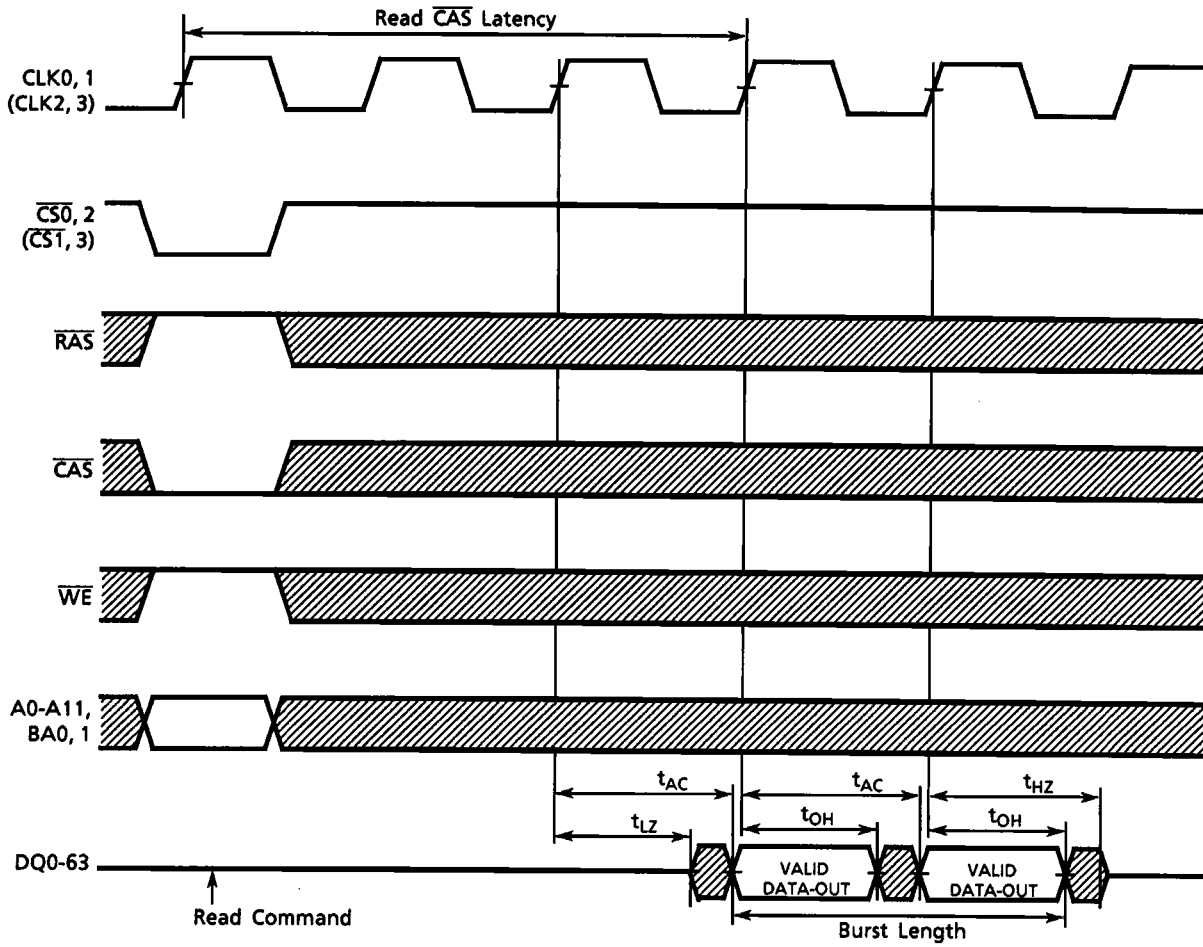 Read CAS Latency
CLK0, 1
(CLK2, 3)
CS0, 2
(CS1, 3)
RAS
CAS
WE
A0-A11,
BA0, 1
tAC
tAC
tHZ
tLZ
tOH
tOH
DQ0-63
VALID
DATA-OUT
VALID
DATA-OUT
Read Command
Burst Length